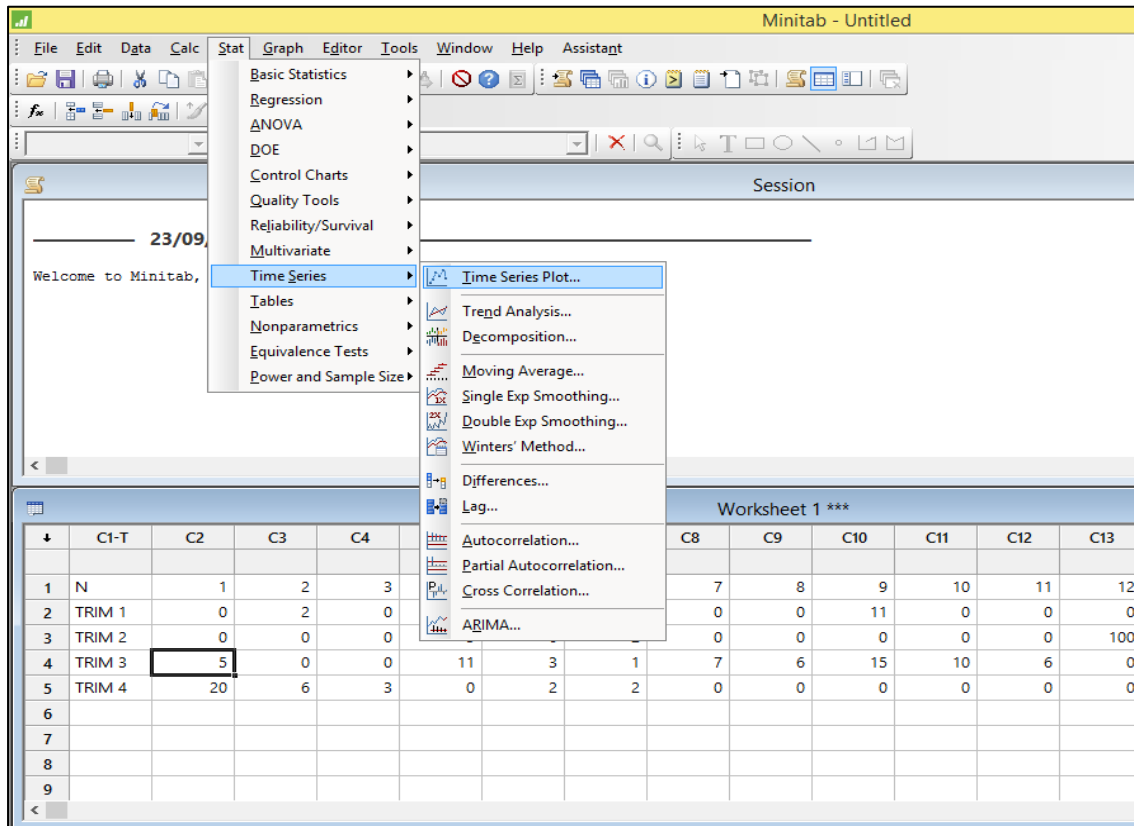 Minitab - Untitled
File Edit Data Calc Stat Graph Editor Tools Window Help Assistant
Basic Statistics
Regression
ANOVA
DOE
Control Charts
Quality Tools
Reliability/Survival
Multivariate
Time Series
Tables
Nonparametrics
Equivalence Tests
Power and Sample Size
Time Series Plot...
Trend Analysis...
Decomposition...
Moving Average...
Single Exp Smoothing...
Double Exp Smoothing...
Winters' Method...
Differences...
Lag...
Autocorrelation...
Partial Autocorrelation...
Cross Correlation...
ARIMA...
Session
23/09/
Welcome to Minitab,
Worksheet 1 ***
C1-T C2 C3 C4 C8 C9 C10 C11 C12 C13
1 N 1 2 3 7 8 9 10 11 12
2 TRIM 1 0 2 0 0 0 11 0 0 0
3 TRIM 2 0 0 0 0 0 0 0 0 100
4 TRIM 3 5 0 0 11 3 1 7 6 15 10 6 0
5 TRIM 4 20 6 3 0 2 2 0 0 0 0 0 0
6
7
8
9